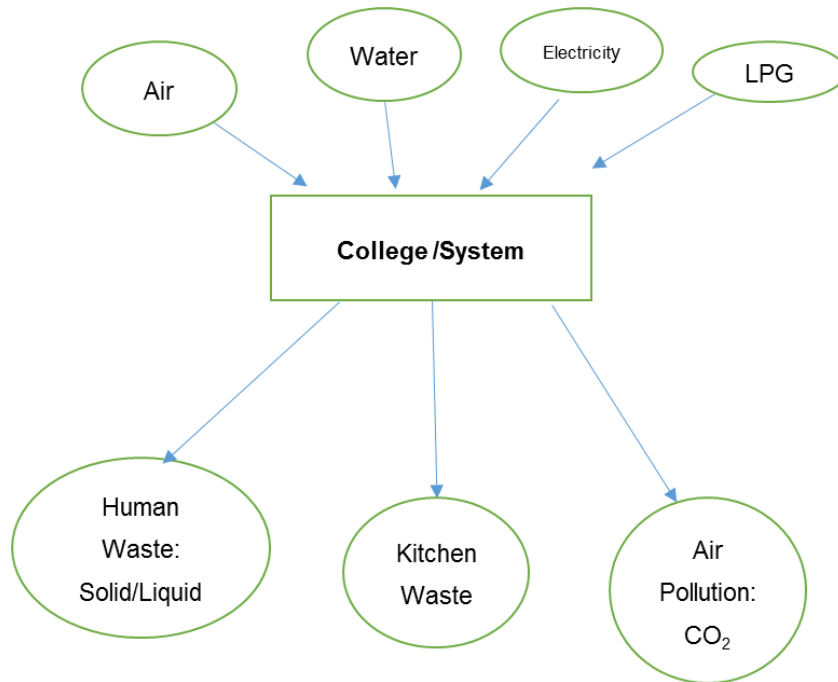 Air
Water
Electricity
LPG
College/System
Human
Waste:
Solid/Liquid
Kitchen
Waste
Air
Pollution:
CO₂